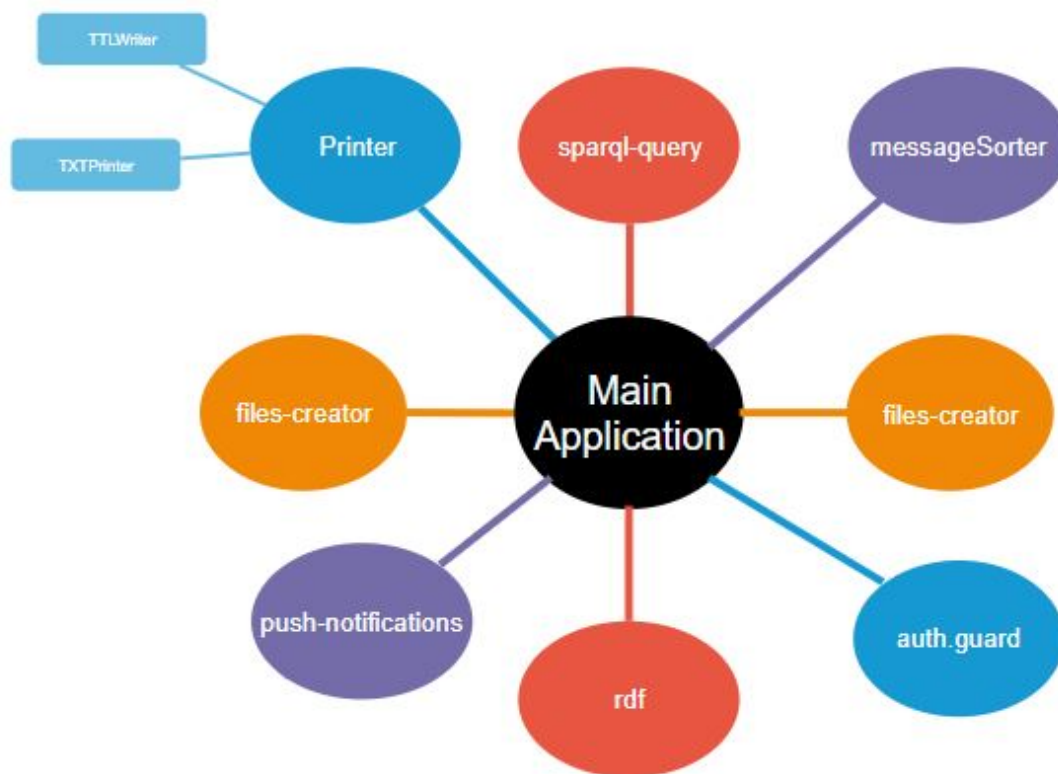 TTLWriter
TXTPrinter
Printer
sparql-query
messageSorter
files-creator
Main
Application
files-creator
push-notifications
rdf
auth.guard